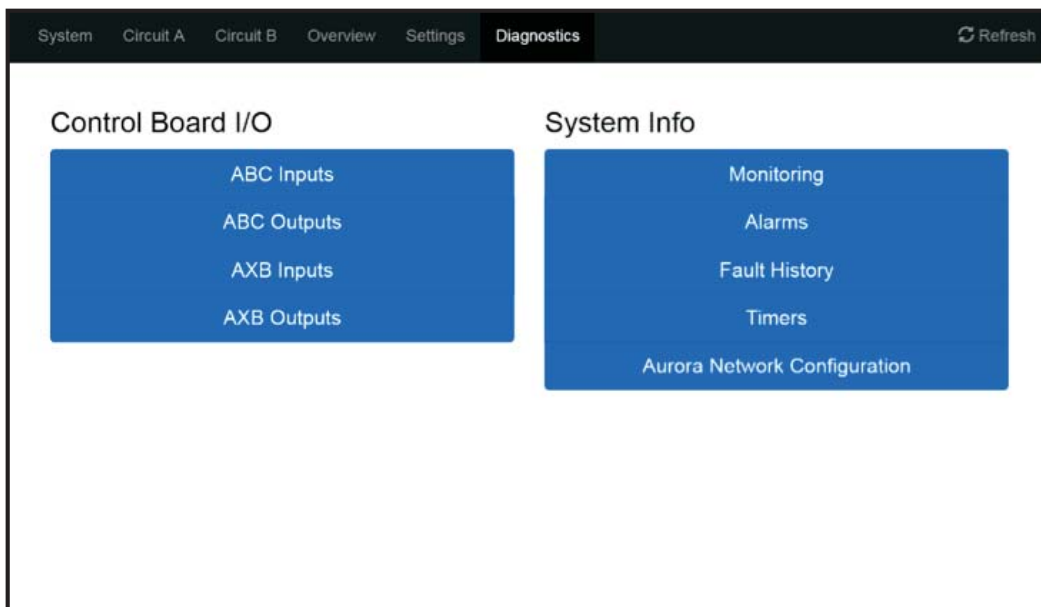 System Circuit A Circuit B Overview Settings Diagnostics Refresh
Control Board I/O
ABC Inputs
ABC Outputs
AXB Inputs
AXB Outputs
System Info
Monitoring
Alarms
Fault History
Timers
Aurora Network Configuration